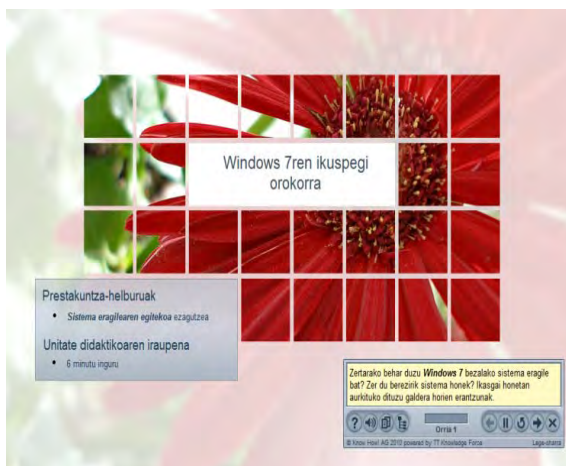 Windows 7ren ikuspegi
orokorra
Prestakuntza-helburuak
• Sistema eragilearen egitekoa ezagutzea
Unitate didaktikoaren iraupena
• 6 minutu inguru
Zertarako behar duzu Windows 7 bezalako sistema eragile
bat? Zer du berezirik sistema honek? Ikasgai honetan
aurkituko dituzu galdera horien erantzunak.
?
Orria 1
© Know How! AG 2010 powered by TT Knowledge Force
Lege-oharra